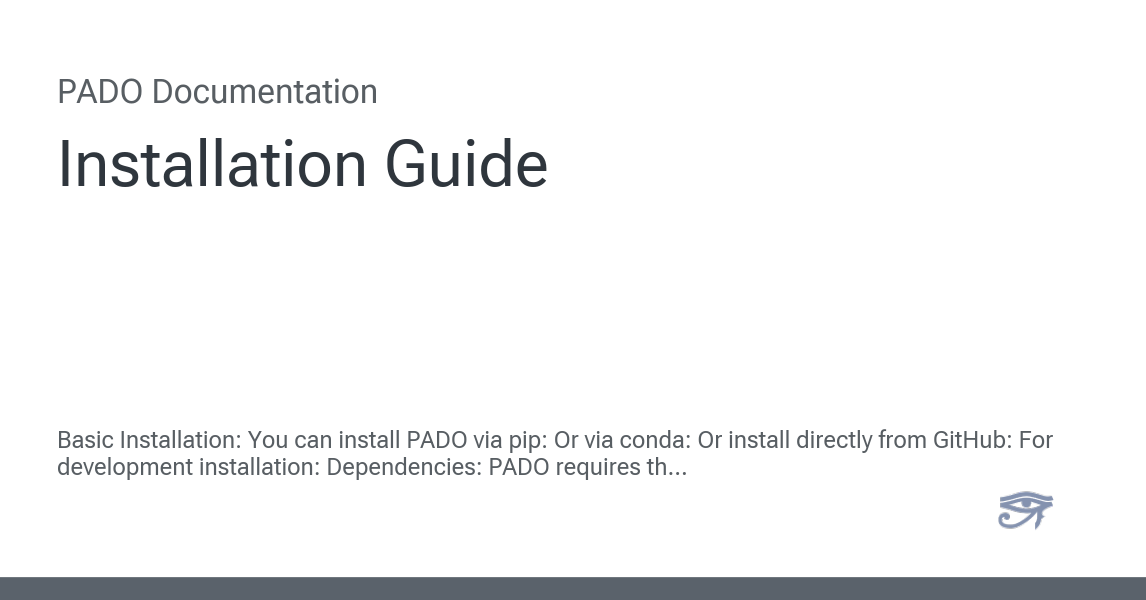 PADO Documentation
Installation Guide
Basic Installation: You can install PADO via pip: Or via conda: Or install directly from GitHub: For
development installation: Dependencies: PADO requires th...